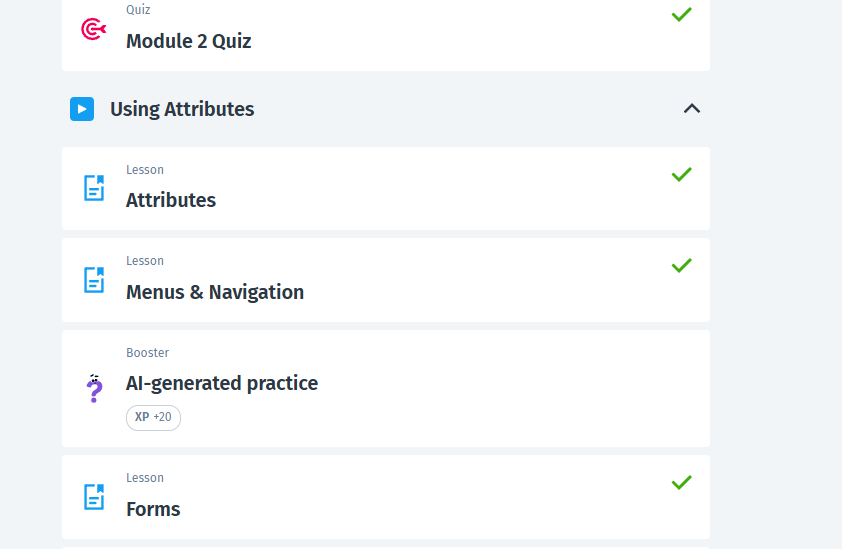 Quiz
Module 2 Quiz
Using Attributes
Lesson
Attributes
Lesson
Menus & Navigation
Booster
AI-generated practice
XP +20
Lesson
Forms